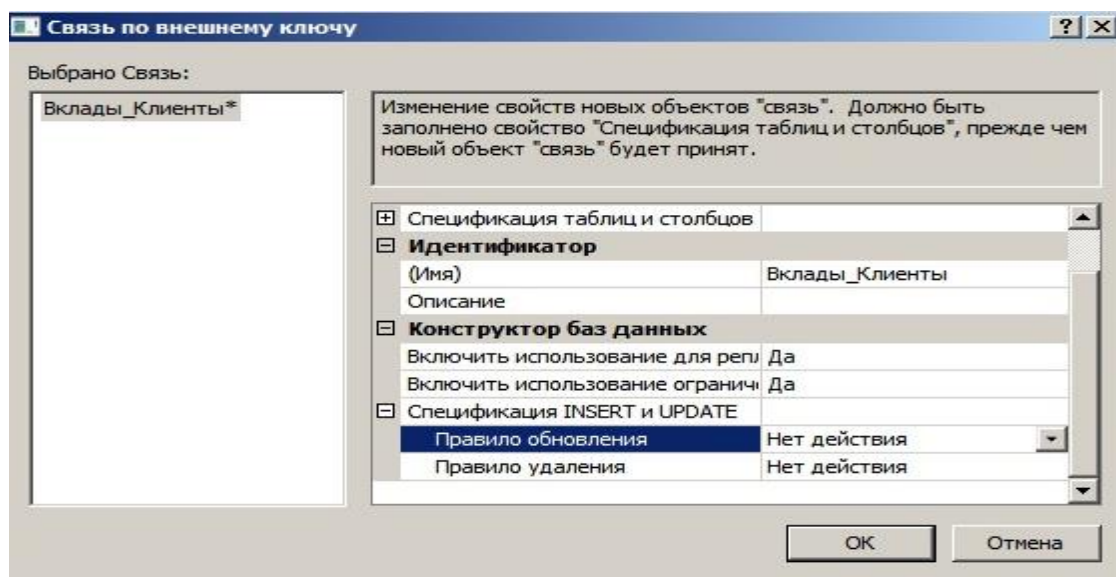 Связь по внешнему ключу
Выбрано Связь:
Вклады_Клиенты*
Изменение свойств новых объектов "связь". Должно быть
заполнено свойство "Спецификация таблиц и столбцов", прежде чем
новый объект "связь" будет принят.
Спецификация таблиц и столбцов
Идентификатор
(Имя) Вклады_Клиенты
Описание
Конструктор баз данных
Включить использование для репл Да
Включить использование огранич Да
Спецификация INSERT и UPDATE
Правило обновления Нет действия
Правило удаления Нет действия
OK Отмена